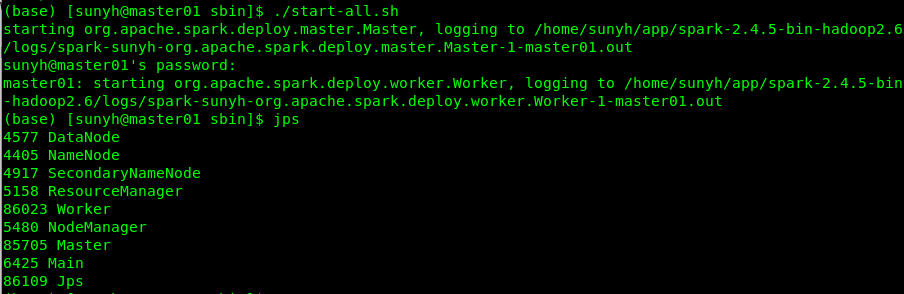 (base) [sunyh@master01 sbin]$ ./start-all.sh
starting org.apache.spark.deploy.master.Master, logging to /home/sunyh/app/spark-2.4.5-bin-hadoop2.6
/logs/spark-sunyh-org.apache.spark.deploy.master.Master-1-master01.out
sunyh@master01's password:
master01: starting org.apache.spark.deploy.worker.Worker, logging to /home/sunyh/app/spark-2.4.5-bin
-hadoop2.6/logs/spark-sunyh-org.apache.spark.deploy.worker.Worker-1-master01.out
(base) [sunyh@master01 sbin]$ jps
4577 DataNode
4405 NameNode
4917 SecondaryNameNode
5158 ResourceManager
86023 Worker
5480 NodeManager
85705 Master
6425 Main
86109 Jps